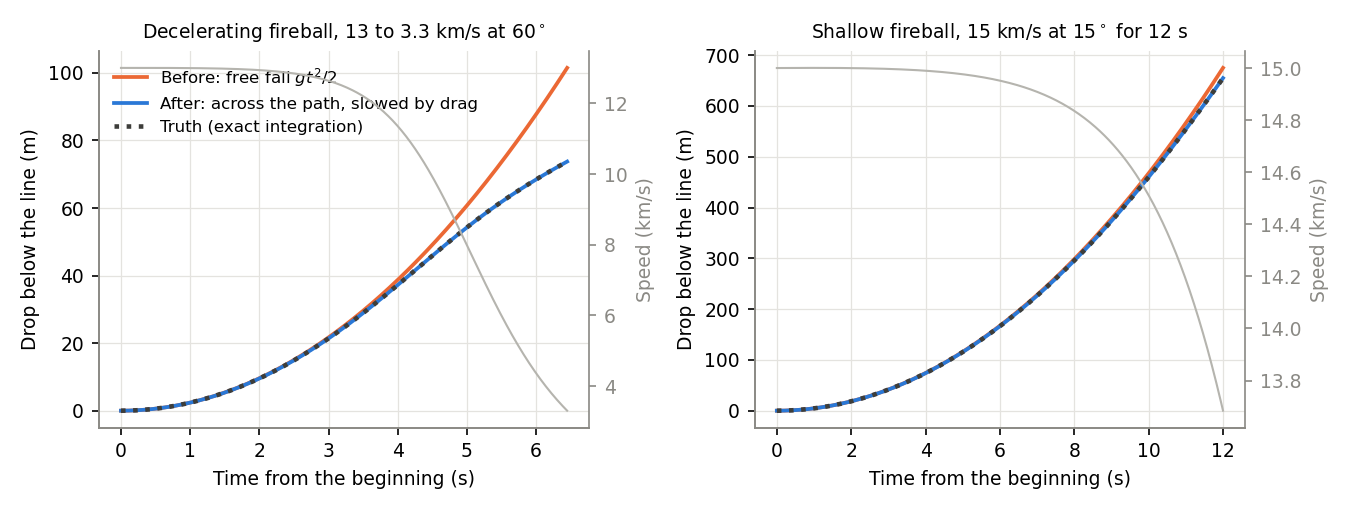 Decelerating fireball, 13 to 3.3 km/s at 60°
Before: free fall gt²/2
After: across the path, slowed by drag
Truth (exact integration)
Drop below the line (m)
100
80
60
40
20
0
0 1 2 3 4 5 6
Time from the beginning (s)
12
10
8
6
4
Speed (km/s)
Shallow fireball, 15 km/s at 15° for 12 s
Drop below the line (m)
700
600
500
400
300
200
100
0
0 2 4 6 8 10 12
Time from the beginning (s)
15.0
14.8
14.6
14.4
14.2
14.0
13.8
Speed (km/s)